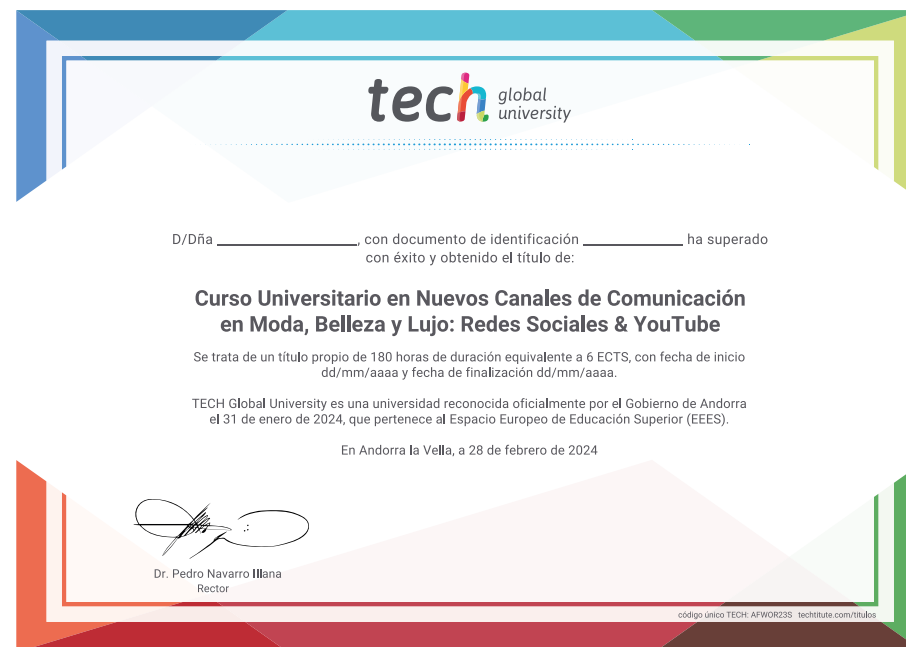 tech global
university
D/Dña ____________________, con documento de identificación ______________ ha superado
con éxito y obtenido el título de:
Curso Universitario en Nuevos Canales de Comunicación
en Moda, Belleza y Lujo: Redes Sociales & YouTube
Se trata de un título propio de 180 horas de duración equivalente a 6 ECTS, con fecha de inicio
dd/mm/aaaa y fecha de finalización dd/mm/aaaa.
TECH Global University es una universidad reconocida oficialmente por el Gobierno de Andorra
el 31 de enero de 2024, que pertenece al Espacio Europeo de Educación Superior (EEES).
En Andorra la Vella, a 28 de febrero de 2024
Dr. Pedro Navarro Illana
Rector
código único TECH: AFWOR23S techtitute.com/titulos